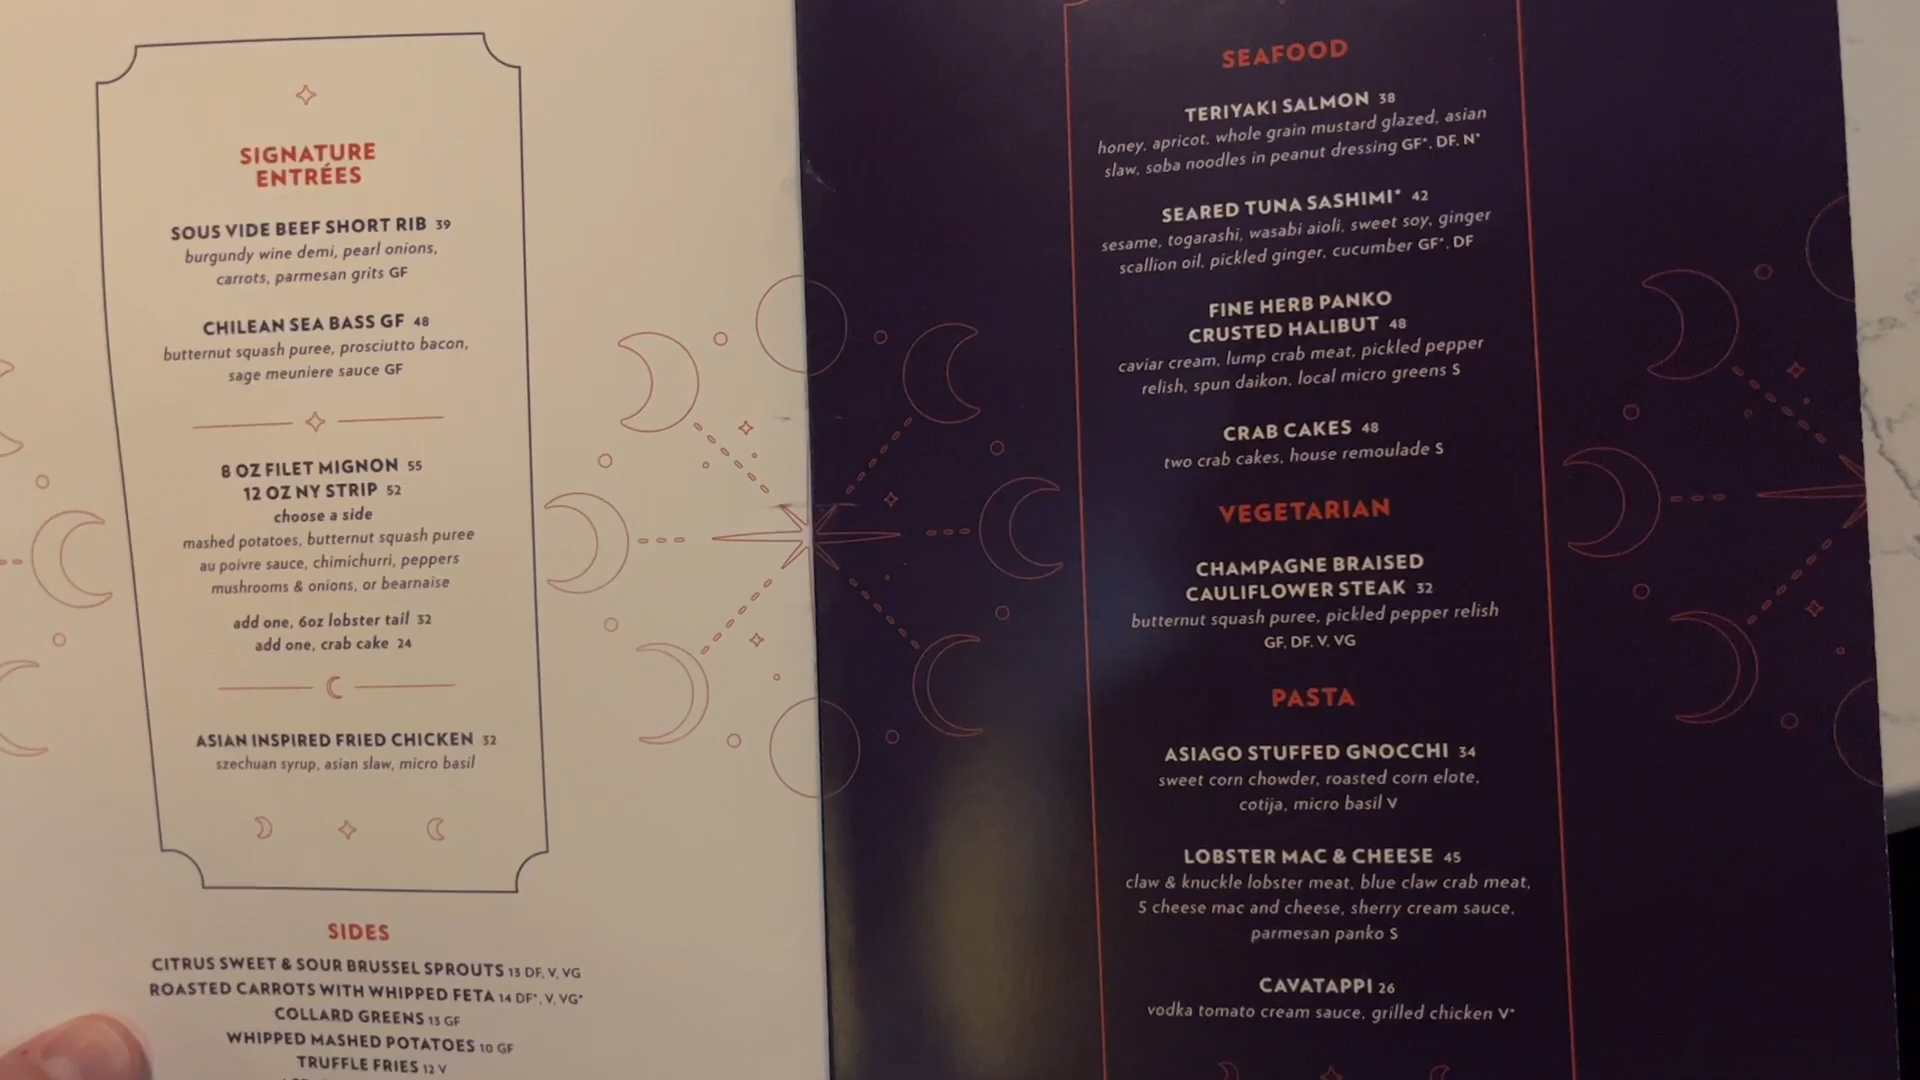 SIGNATURE
ENTRÉES
SOUS VIDE BEEF SHORT RIB 39
burgundy wine demi, pearl onions,
carrots, parmesan grits GF
CHILEAN SEA BASS GF 48
butternut squash puree, prosciutto bacon,
sage meuniere sauce GF
8 OZ FILET MIGNON 55
12 OZ NY STRIP 52
choose a side
mashed potatoes, butternut squash puree
au poivre sauce, chimichurri, peppers
mushrooms & onions, or bearnaise
add one, 6oz lobster tail 32
add one, crab cake 24
ASIAN INSPIRED FRIED CHICKEN 32
szechuan syrup, asian slaw, micro basil
SIDES
CITRUS SWEET & SOUR BRUSSEL SPROUTS 13 DF, V, VG
ROASTED CARROTS WITH WHIPPED FETA 14 DF*, V, VG*
COLLARD GREENS 13 GF
WHIPPED MASHED POTATOES 10 GF
TRUFFLE FRIES 12 V
SEAFOOD
TERIYAKI SALMON 38
honey, apricot, whole grain mustard glazed, asian
slaw, soba noodles in peanut dressing GF*, DF, N*
SEARED TUNA SASHIMI* 42
sesame, togarashi, wasabi aioli, sweet soy, ginger
scallion oil, pickled ginger, cucumber GF*, DF
FINE HERB PANKO
CRUSTED HALIBUT 48
caviar cream, lump crab meat, pickled pepper
relish, spun daikon, local micro greens S
CRAB CAKES 48
two crab cakes, house remoulade S
VEGETARIAN
CHAMPAGNE BRAISED
CAULIFLOWER STEAK 32
butternut squash puree, pickled pepper relish
GF, DF, V, VG
PASTA
ASIAGO STUFFED GNOCCHI 34
sweet corn chowder, roasted corn elote,
cotija, micro basil V
LOBSTER MAC & CHEESE 45
claw & knuckle lobster meat, blue claw crab meat,
5 cheese mac and cheese, sherry cream sauce,
parmesan panko S
CAVATAPPI 26
vodka tomato cream sauce, grilled chicken V*